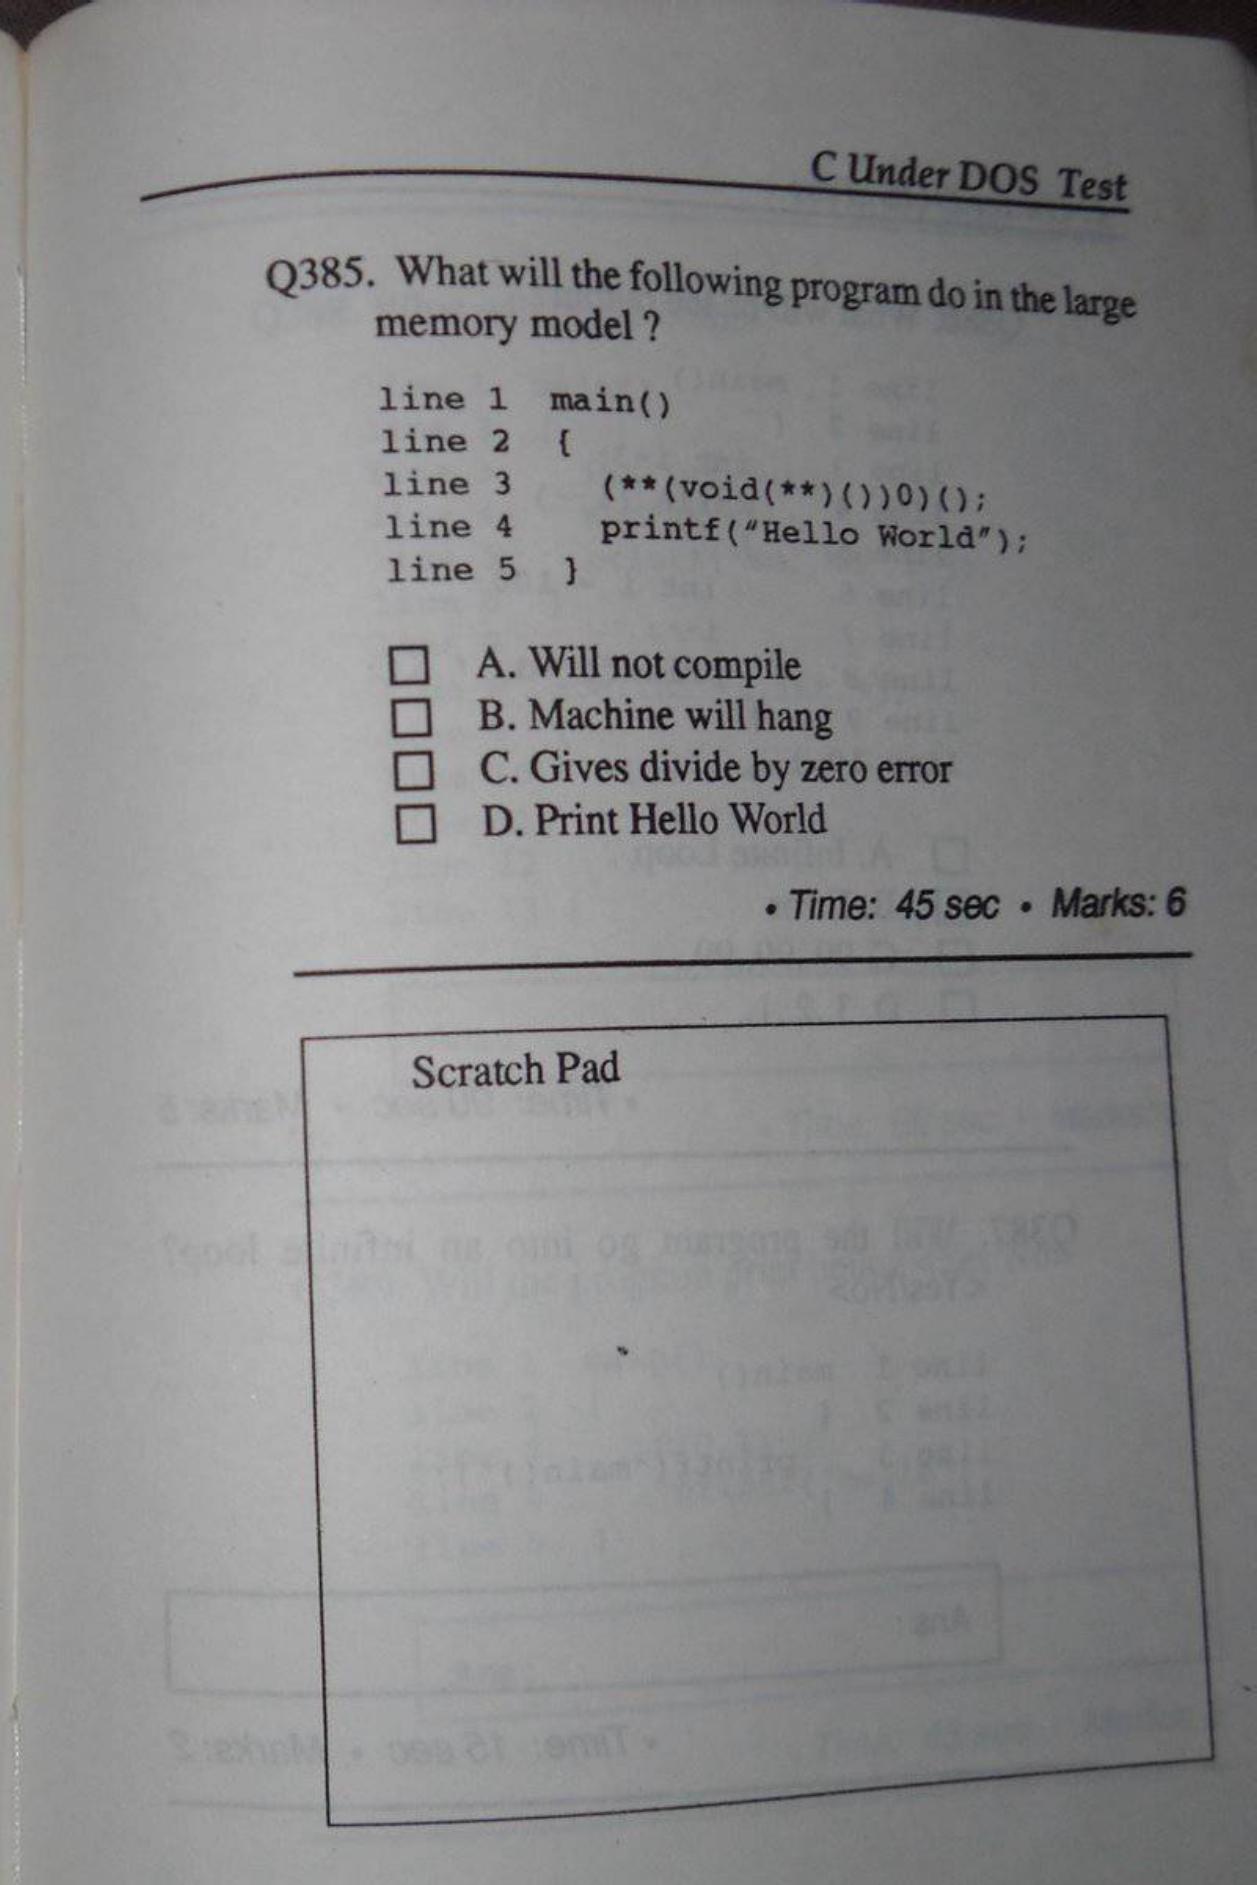 C Under DOS Test
Q385. What will the following program do in the large
memory model ?
line 1 main()
line 2 {
line 3 (**(void(**)())0)();
line 4 printf("Hello World");
line 5 }
A. Will not compile
B. Machine will hang
C. Gives divide by zero error
D. Print Hello World
• Time: 45 sec • Marks: 6
Scratch Pad